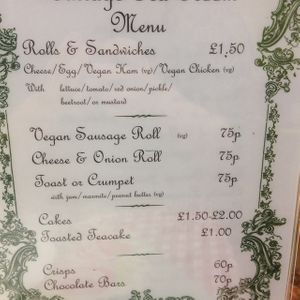 Menu
Rolls & Sandwiches £1.50
Cheese/Egg/Vegan Ham (vg)/Vegan Chicken (vg)/
With lettuce/tomato/red onion/pickle/
beetroot/or mustard
Vegan Sausage Roll (vg) 75p
Cheese & Onion Roll 75p
Toast or Crumpet 75p
with jam/marmite/peanut butter (vg)
Cakes £1.50-£2.00
Toasted Teacake £1.00
Crisps 60p
Chocolate Bars 70p